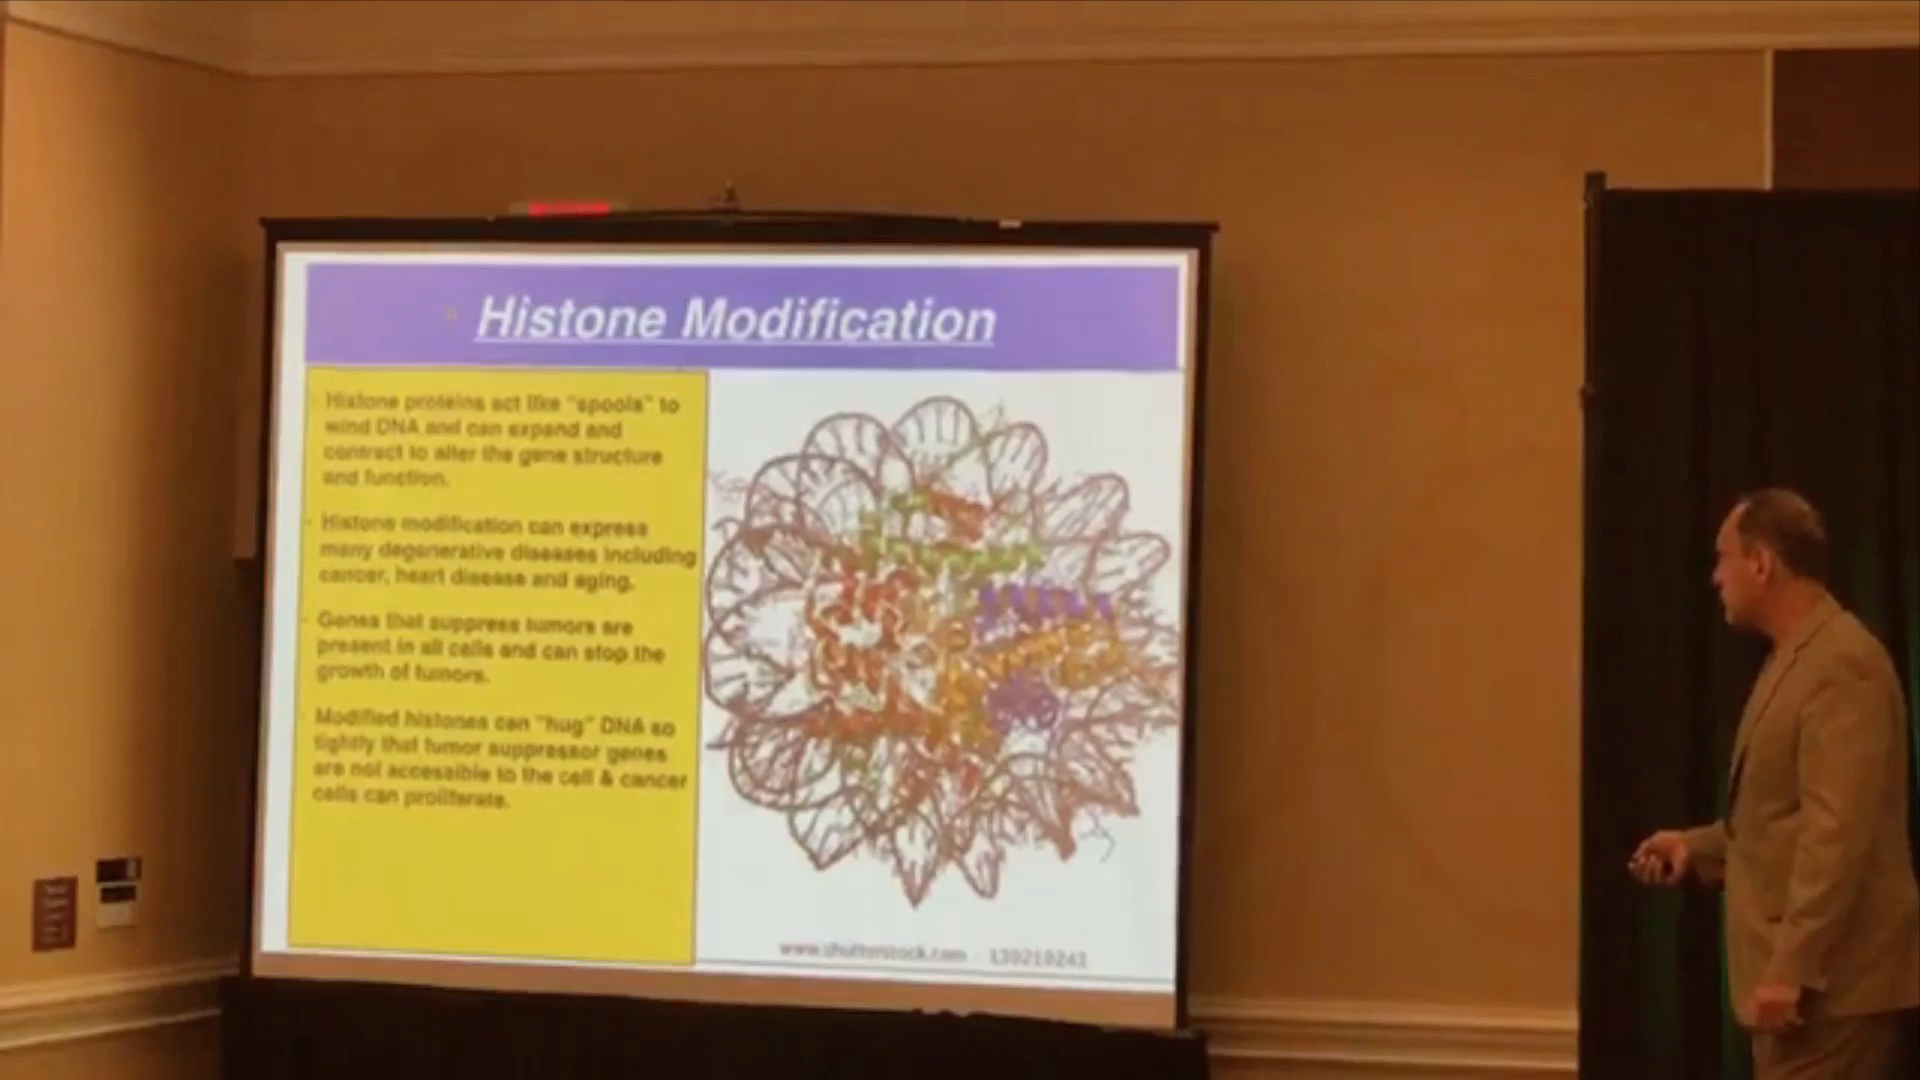 Histone Modification
Histone proteins act like "spools" to
wind DNA and can expand and
contract to alter the gene structure
and function.
Histone modification can express
many degenerative diseases including
cancer, heart disease and aging.
Genes that suppress tumors are
present in all cells and can stop the
growth of tumors.
Modified histones can "hug" DNA so
tightly that tumor suppressor genes
are not accessible to the cell & cancer
cells can proliferate.
www.shutterstock.com · 139219241